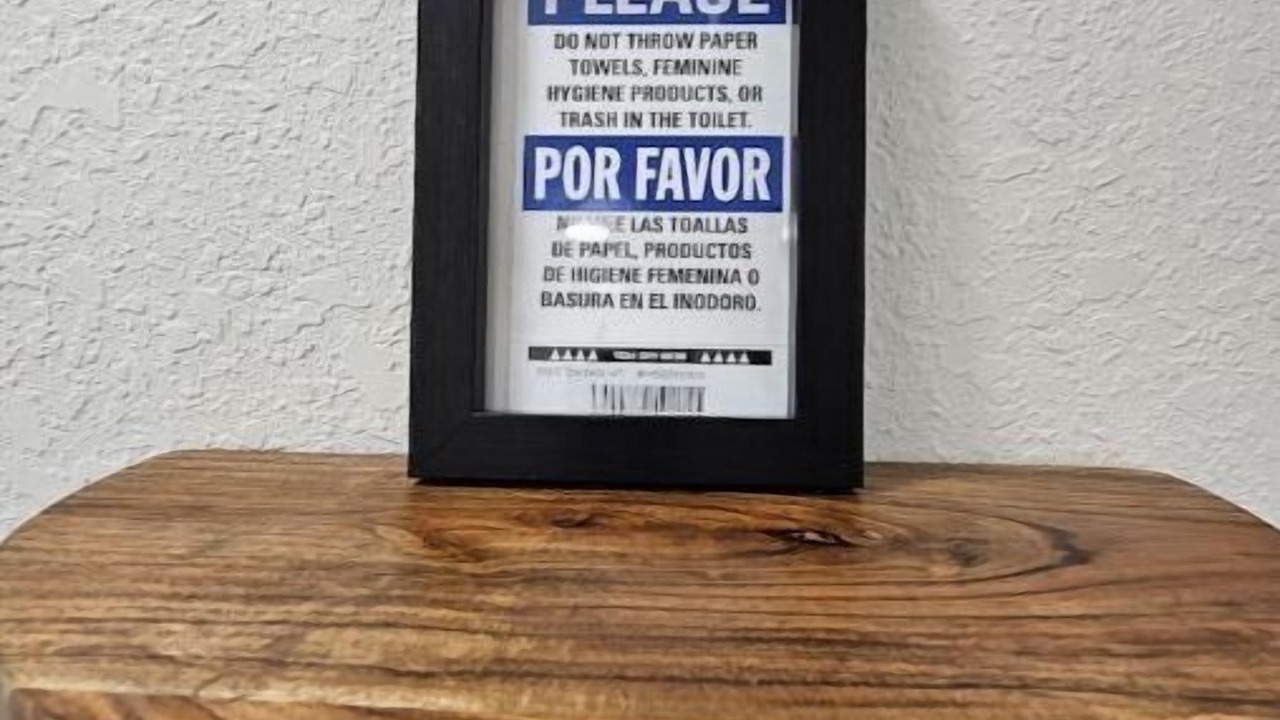 PLEASE
DO NOT THROW PAPER
TOWELS, FEMININE
HYGIENE PRODUCTS, OR
TRASH IN THE TOILET.
POR FAVOR
LAS TOALLAS
DE PAPEL, PRODUCTOS
DE HIGIENE FEMENINA O
BASURA EN EL INODORO.